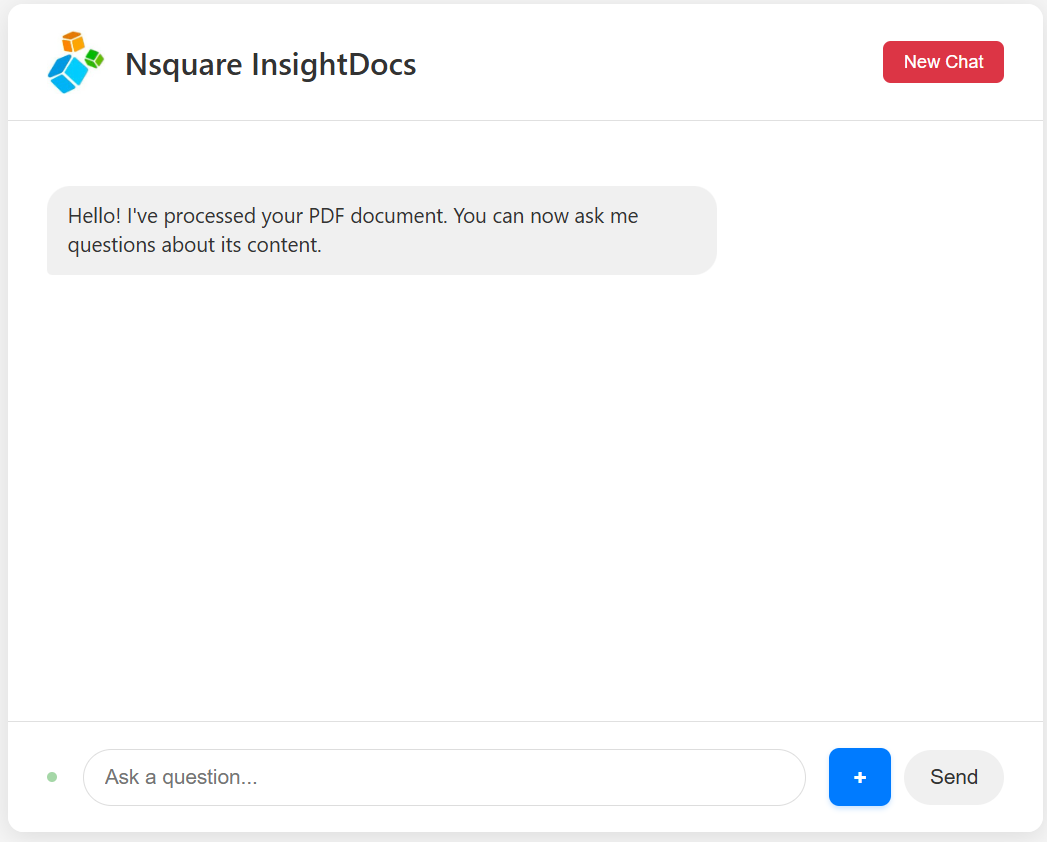 Nsquare InsightDocs
New Chat
Hello! I've processed your PDF document. You can now ask me
questions about its content.
Ask a question...
+
Send